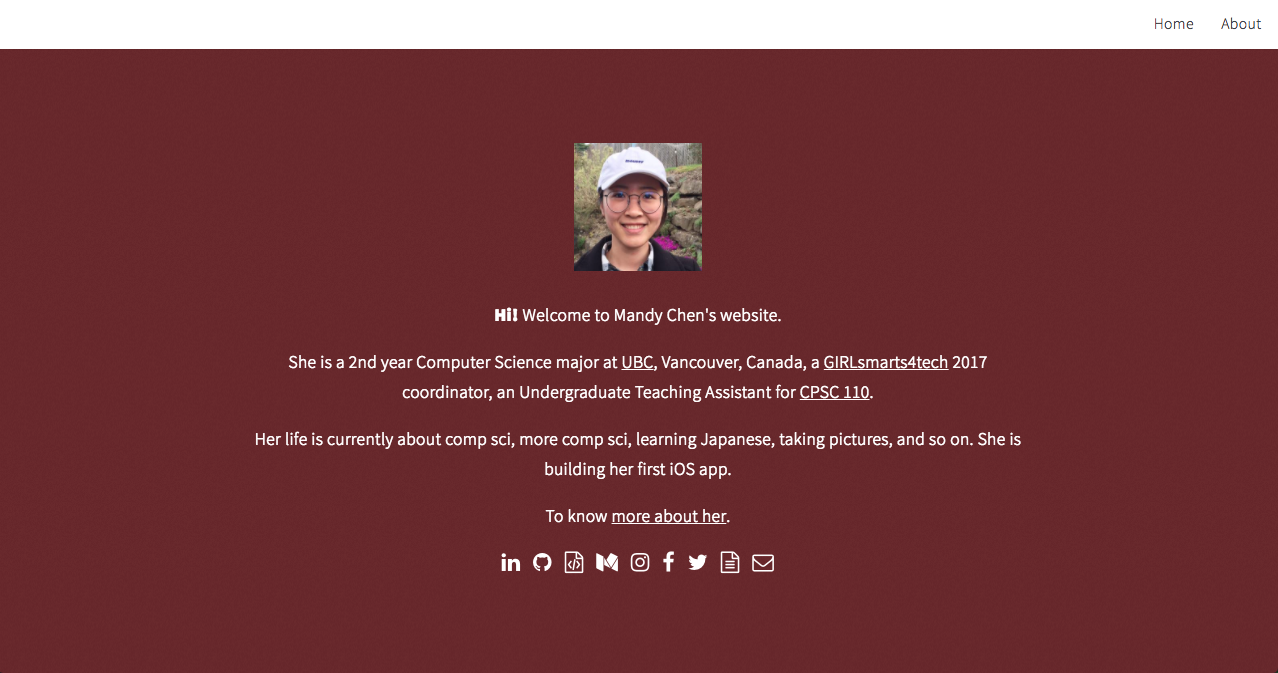 Home About
Hi! Welcome to Mandy Chen's website.
She is a 2nd year Computer Science major at UBC, Vancouver, Canada, a GIRLsmarts4tech 2017
coordinator, an Undergraduate Teaching Assistant for CPSC 110.
Her life is currently about comp sci, more comp sci, learning Japanese, taking pictures, and so on. She is
building her first iOS app.
To know more about her.